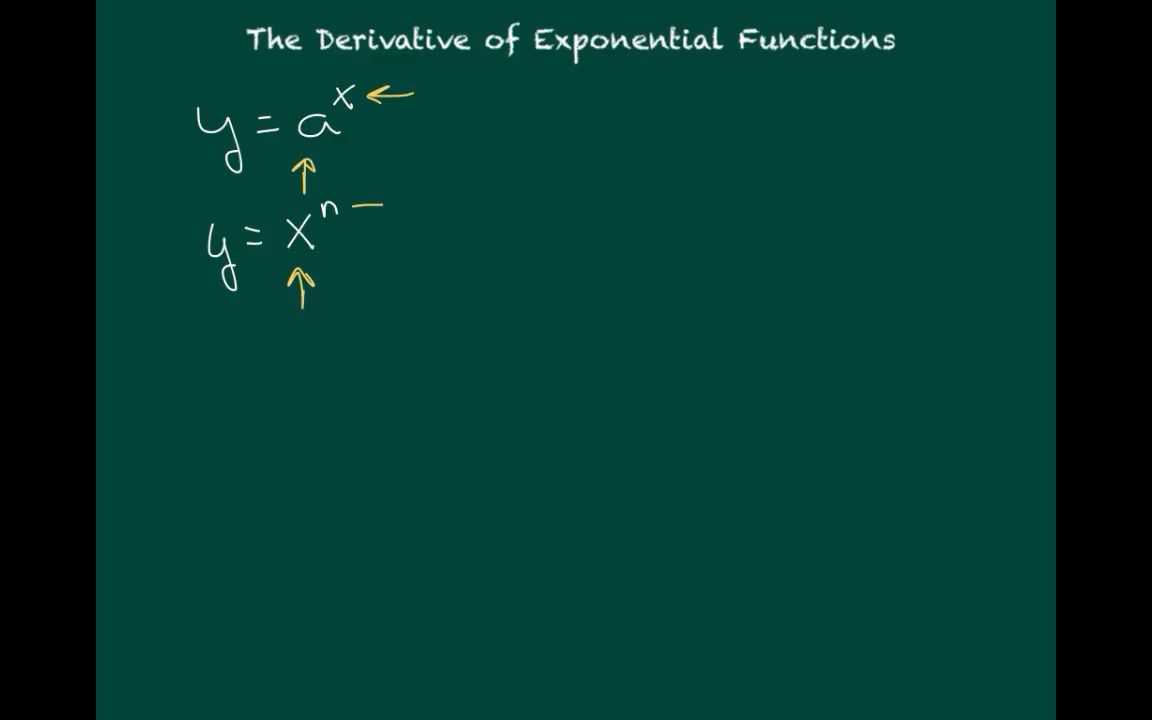 The Derivative of Exponential Functions
y = a^x ←
↑
y = x^n —
↑